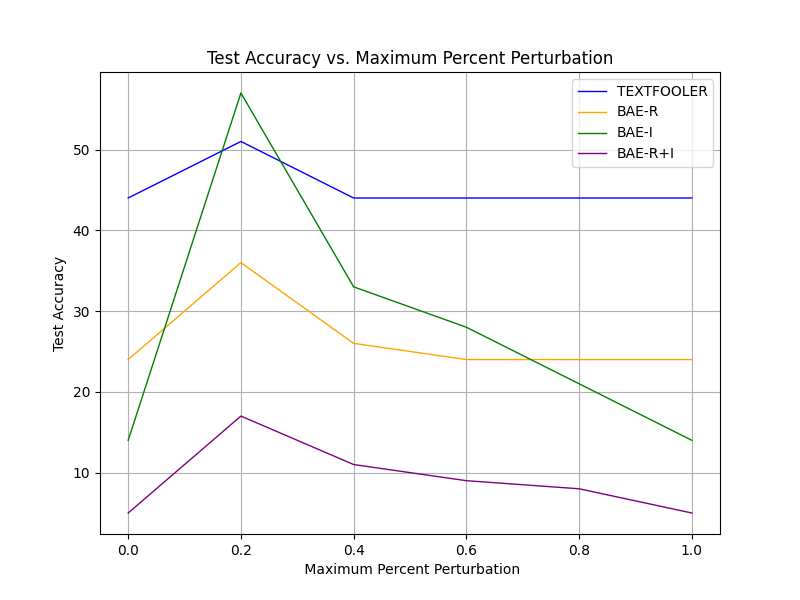 Test Accuracy vs. Maximum Percent Perturbation
TEXTFOOLER
BAE-R
BAE-I
BAE-R+I
Test Accuracy
50
40
30
20
10
0.0 0.2 0.4 0.6 0.8 1.0
Maximum Percent Perturbation